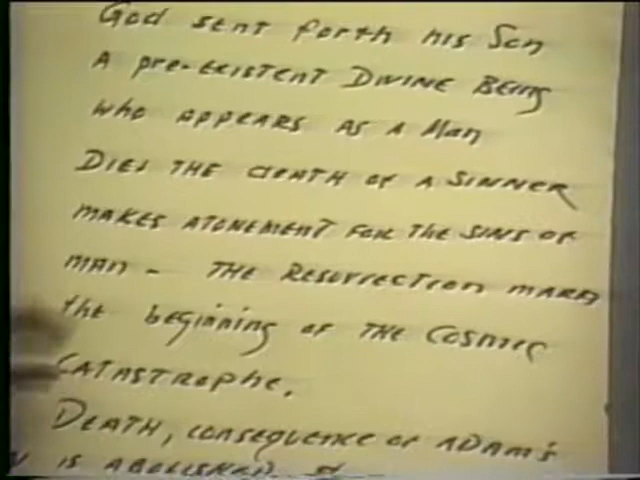 God sent forth his Son
A pre-existent Divine Being
who appears as a Man
Dies the death of a Sinner
makes atonement for the sins of
man - The Resurrection marks
the beginning of the Cosmic
Catastrophe.
Death, consequence of Adam's
is abolished.